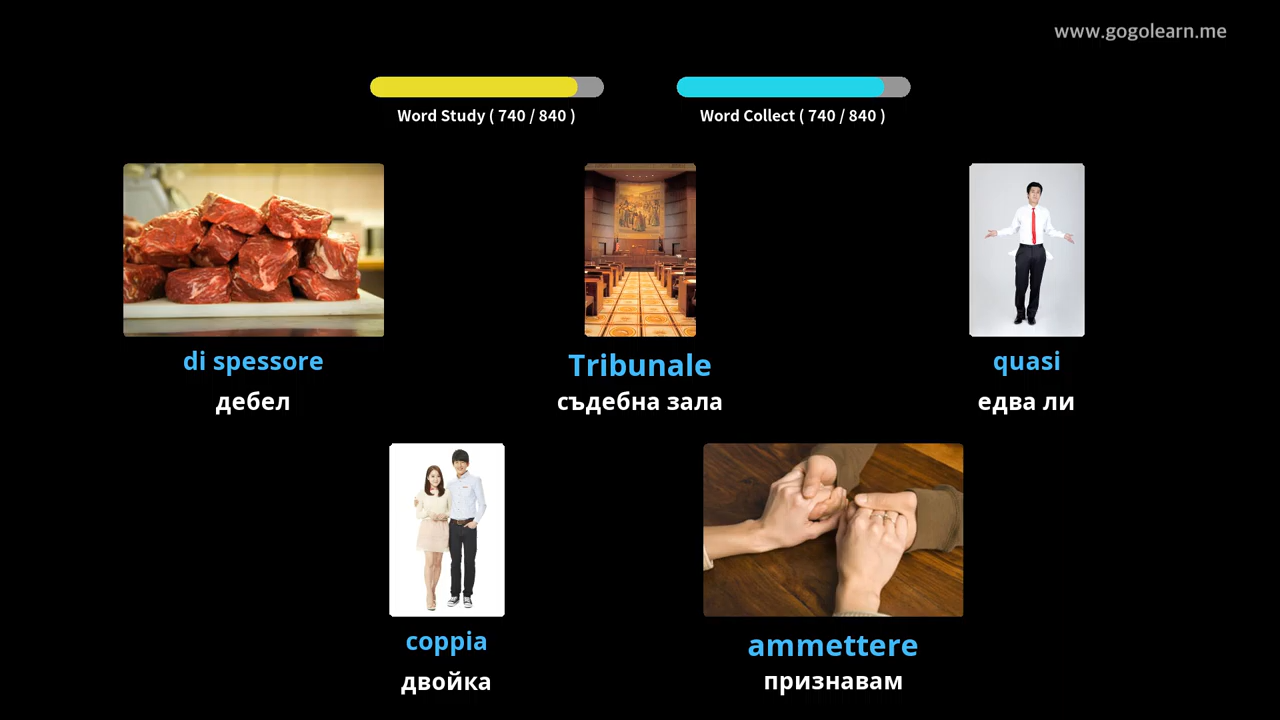 www.gogolearn.me
Word Study ( 740 / 840 )
Word Collect ( 740 / 840 )
di spessore
дебел
Tribunale
съдебна зала
quasi
едва ли
coppia
двойка
ammettere
признавам